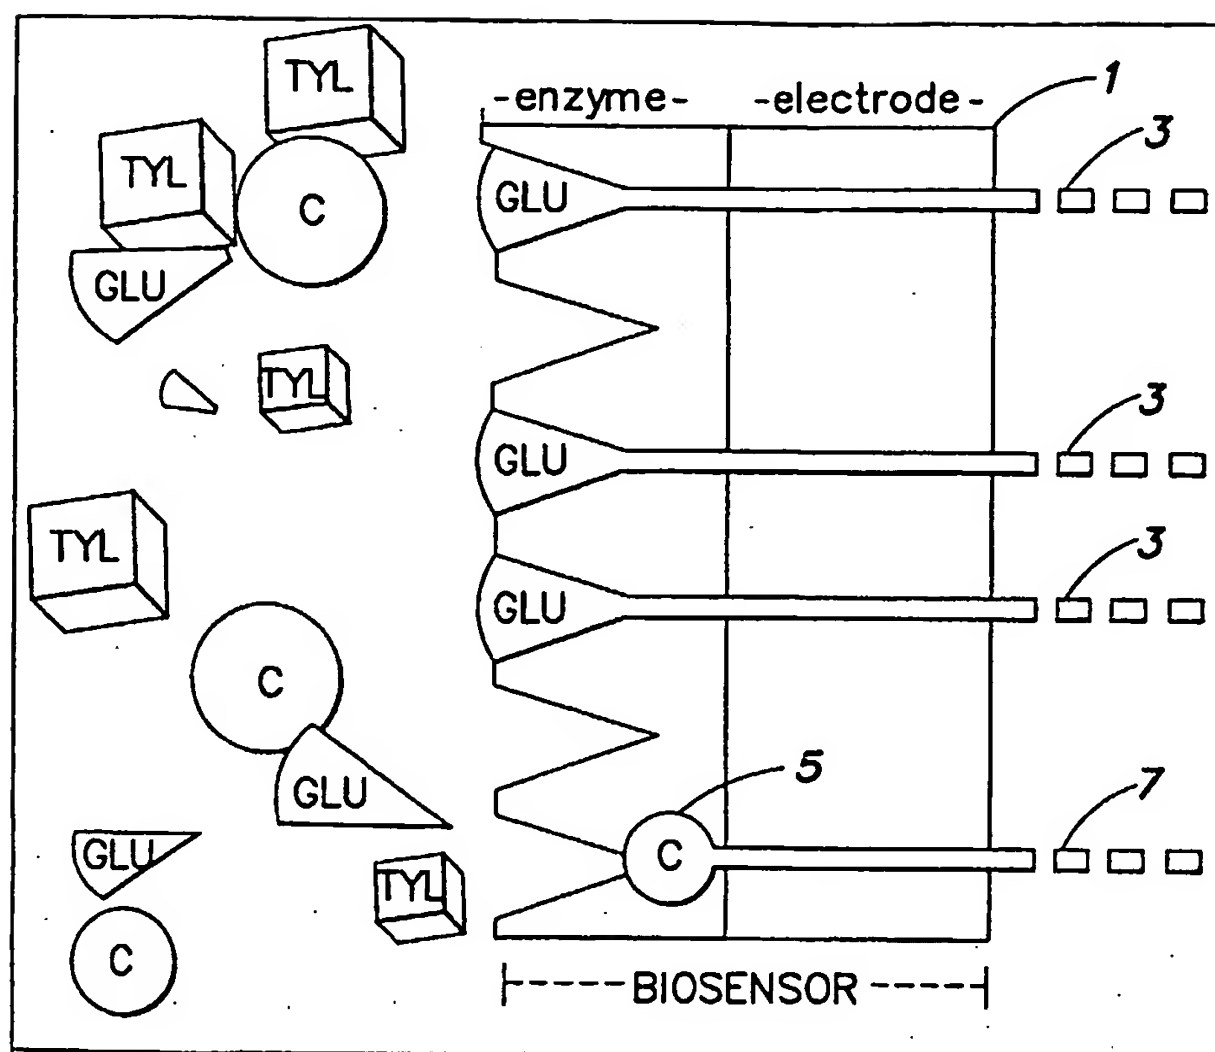 TYL
-enzyme- -electrode- 1
3
TYL
C
GLU
GLU
TYL
3
GLU
TYL
3
GLU
C
GLU
5
7
GLU
C
TYL
C
|-----BIOSENSOR-----|